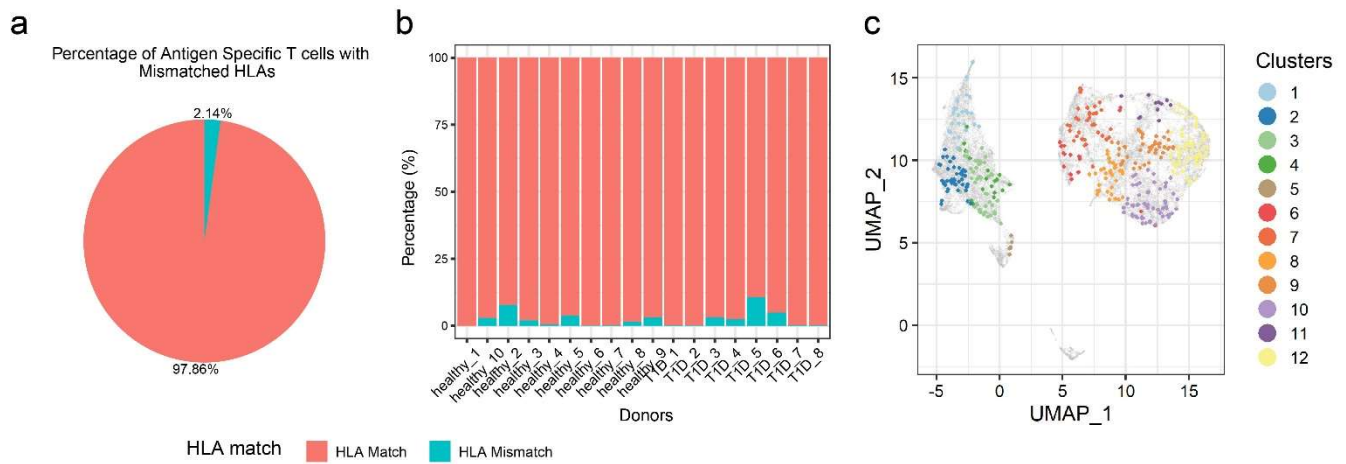 a
Percentage of Antigen Specific T cells with
Mismatched HLAs
2.14%
97.86%
b
Percentage (%)
100
75
50
25
0
healthy_1
healthy_10
healthy_2
healthy_3
healthy_4
healthy_5
healthy_6
healthy_7
healthy_8
healthy_9
T1D_1
T1D_2
T1D_3
T1D_4
T1D_5
T1D_6
T1D_7
T1D_8
Donors
HLA match
HLA Match
HLA Mismatch
c
UMAP_2
15
10
5
0
-5
0
5
10
15
UMAP_1
Clusters
1
2
3
4
5
6
7
8
9
10
11
12